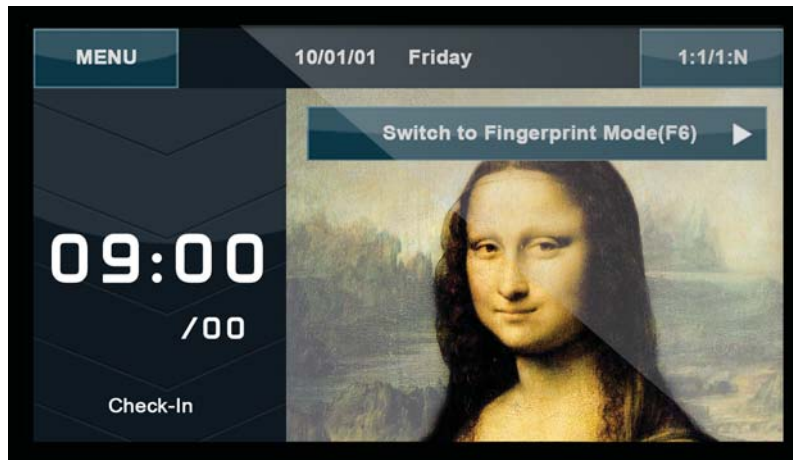 MENU 10/01/01 Friday 1:1/1:N
Switch to Fingerprint Mode(F6)
09:00
/00
Check-In